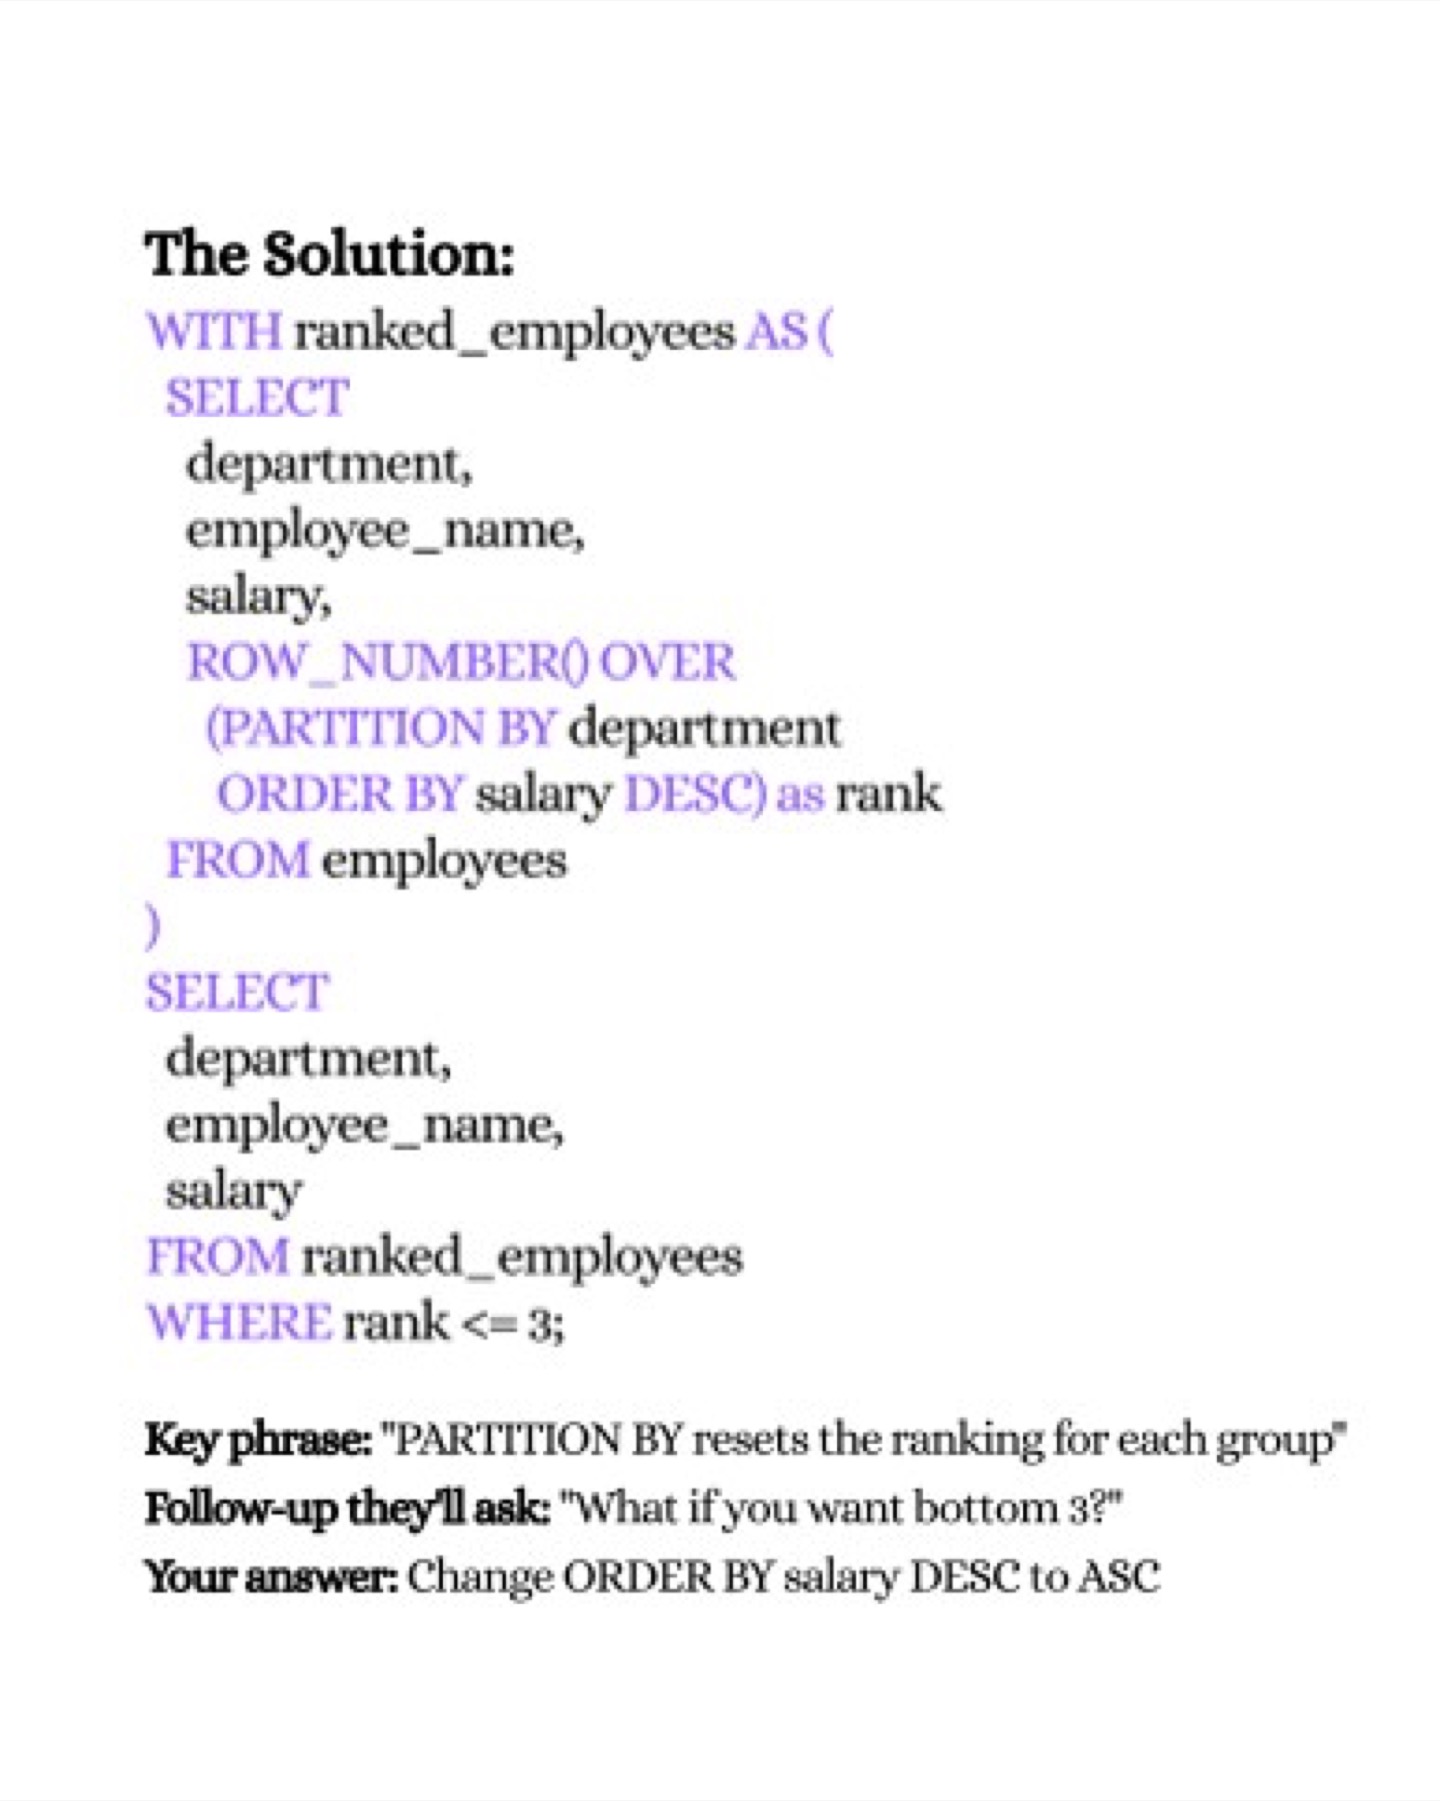 The Solution:
WITH ranked_employees AS (
SELECT
department,
employee_name,
salary,
ROW_NUMBER() OVER
(PARTITION BY department
ORDER BY salary DESC) as rank
FROM employees
)
SELECT
department,
employee_name,
salary
FROM ranked_employees
WHERE rank <= 3;
Key phrase: "PARTITION BY resets the ranking for each group"
Follow-up they'll ask: "What if you want bottom 3?"
Your answer: Change ORDER BY salary DESC to ASC